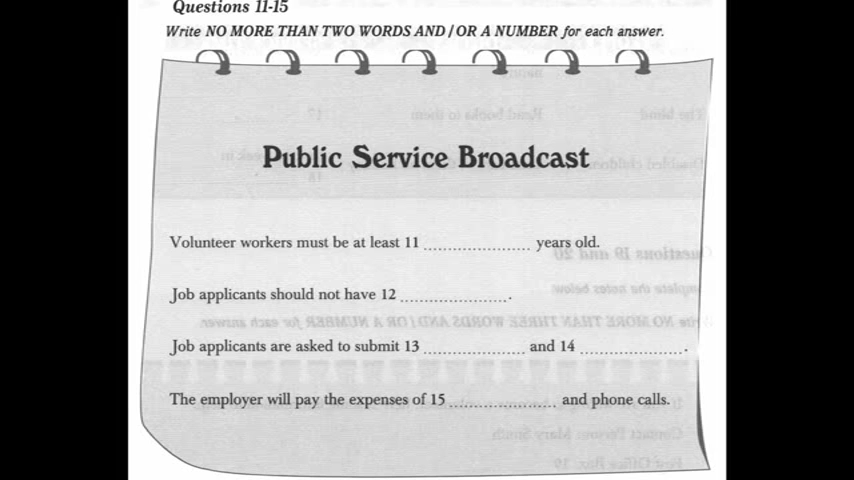 Questions 11-15
Write NO MORE THAN TWO WORDS AND / OR A NUMBER for each answer.
Public Service Broadcast
Volunteer workers must be at least 11 .................... years old.
Job applicants should not have 12 .................... .
Job applicants are asked to submit 13 .................... and 14 .................... .
The employer will pay the expenses of 15 .................... and phone calls.